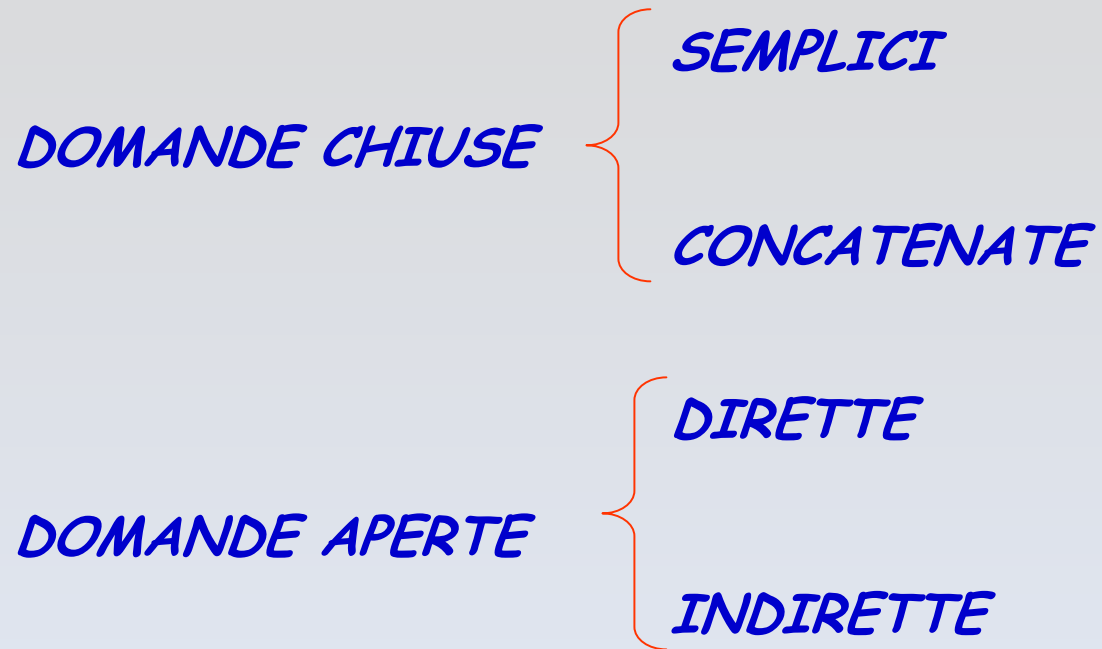 SEMPLICI
DOMANDE CHIUSE
CONCATENATE
DIRETTE
DOMANDE APERTE
INDIRETTE